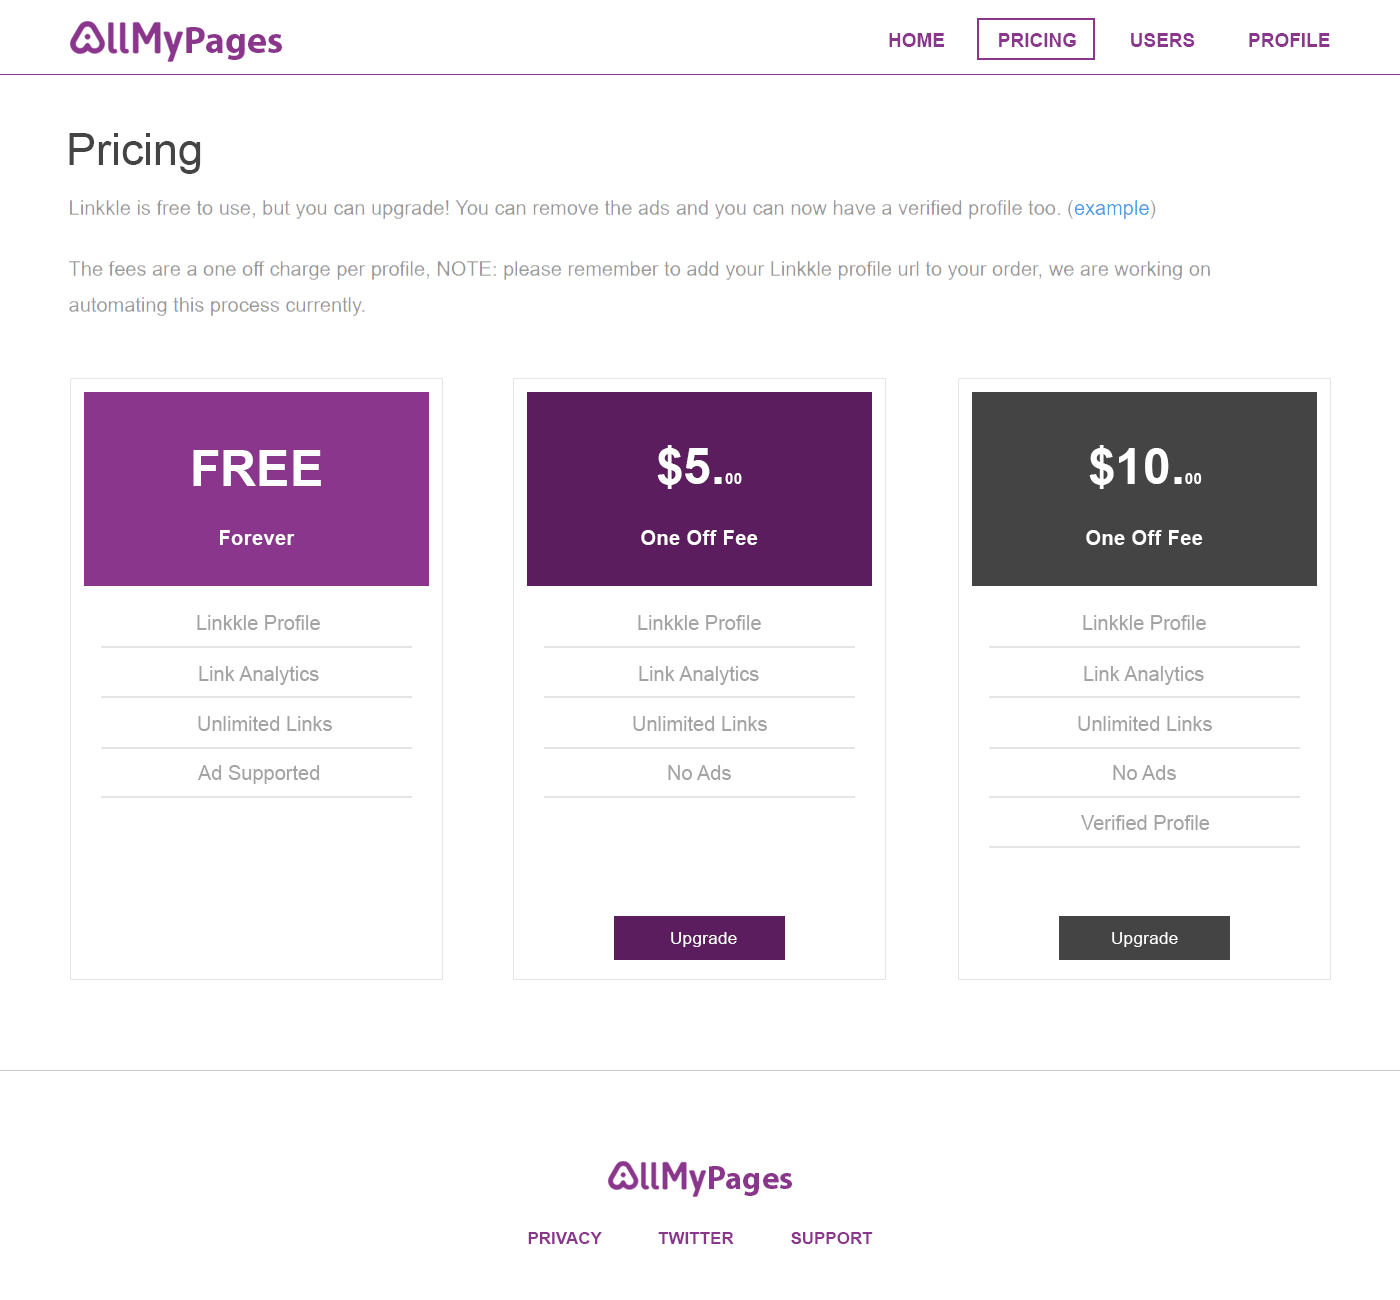 AllMyPages
HOME PRICING USERS PROFILE
Pricing
Linkkle is free to use, but you can upgrade! You can remove the ads and you can now have a verified profile too. (example)
The fees are a one off charge per profile, NOTE: please remember to add your Linkkle profile url to your order, we are working on
automating this process currently.
FREE
Forever
Linkkle Profile
Link Analytics
Unlimited Links
Ad Supported
$5.00
One Off Fee
Linkkle Profile
Link Analytics
Unlimited Links
No Ads
Upgrade
$10.00
One Off Fee
Linkkle Profile
Link Analytics
Unlimited Links
No Ads
Verified Profile
Upgrade
AllMyPages
PRIVACY TWITTER SUPPORT